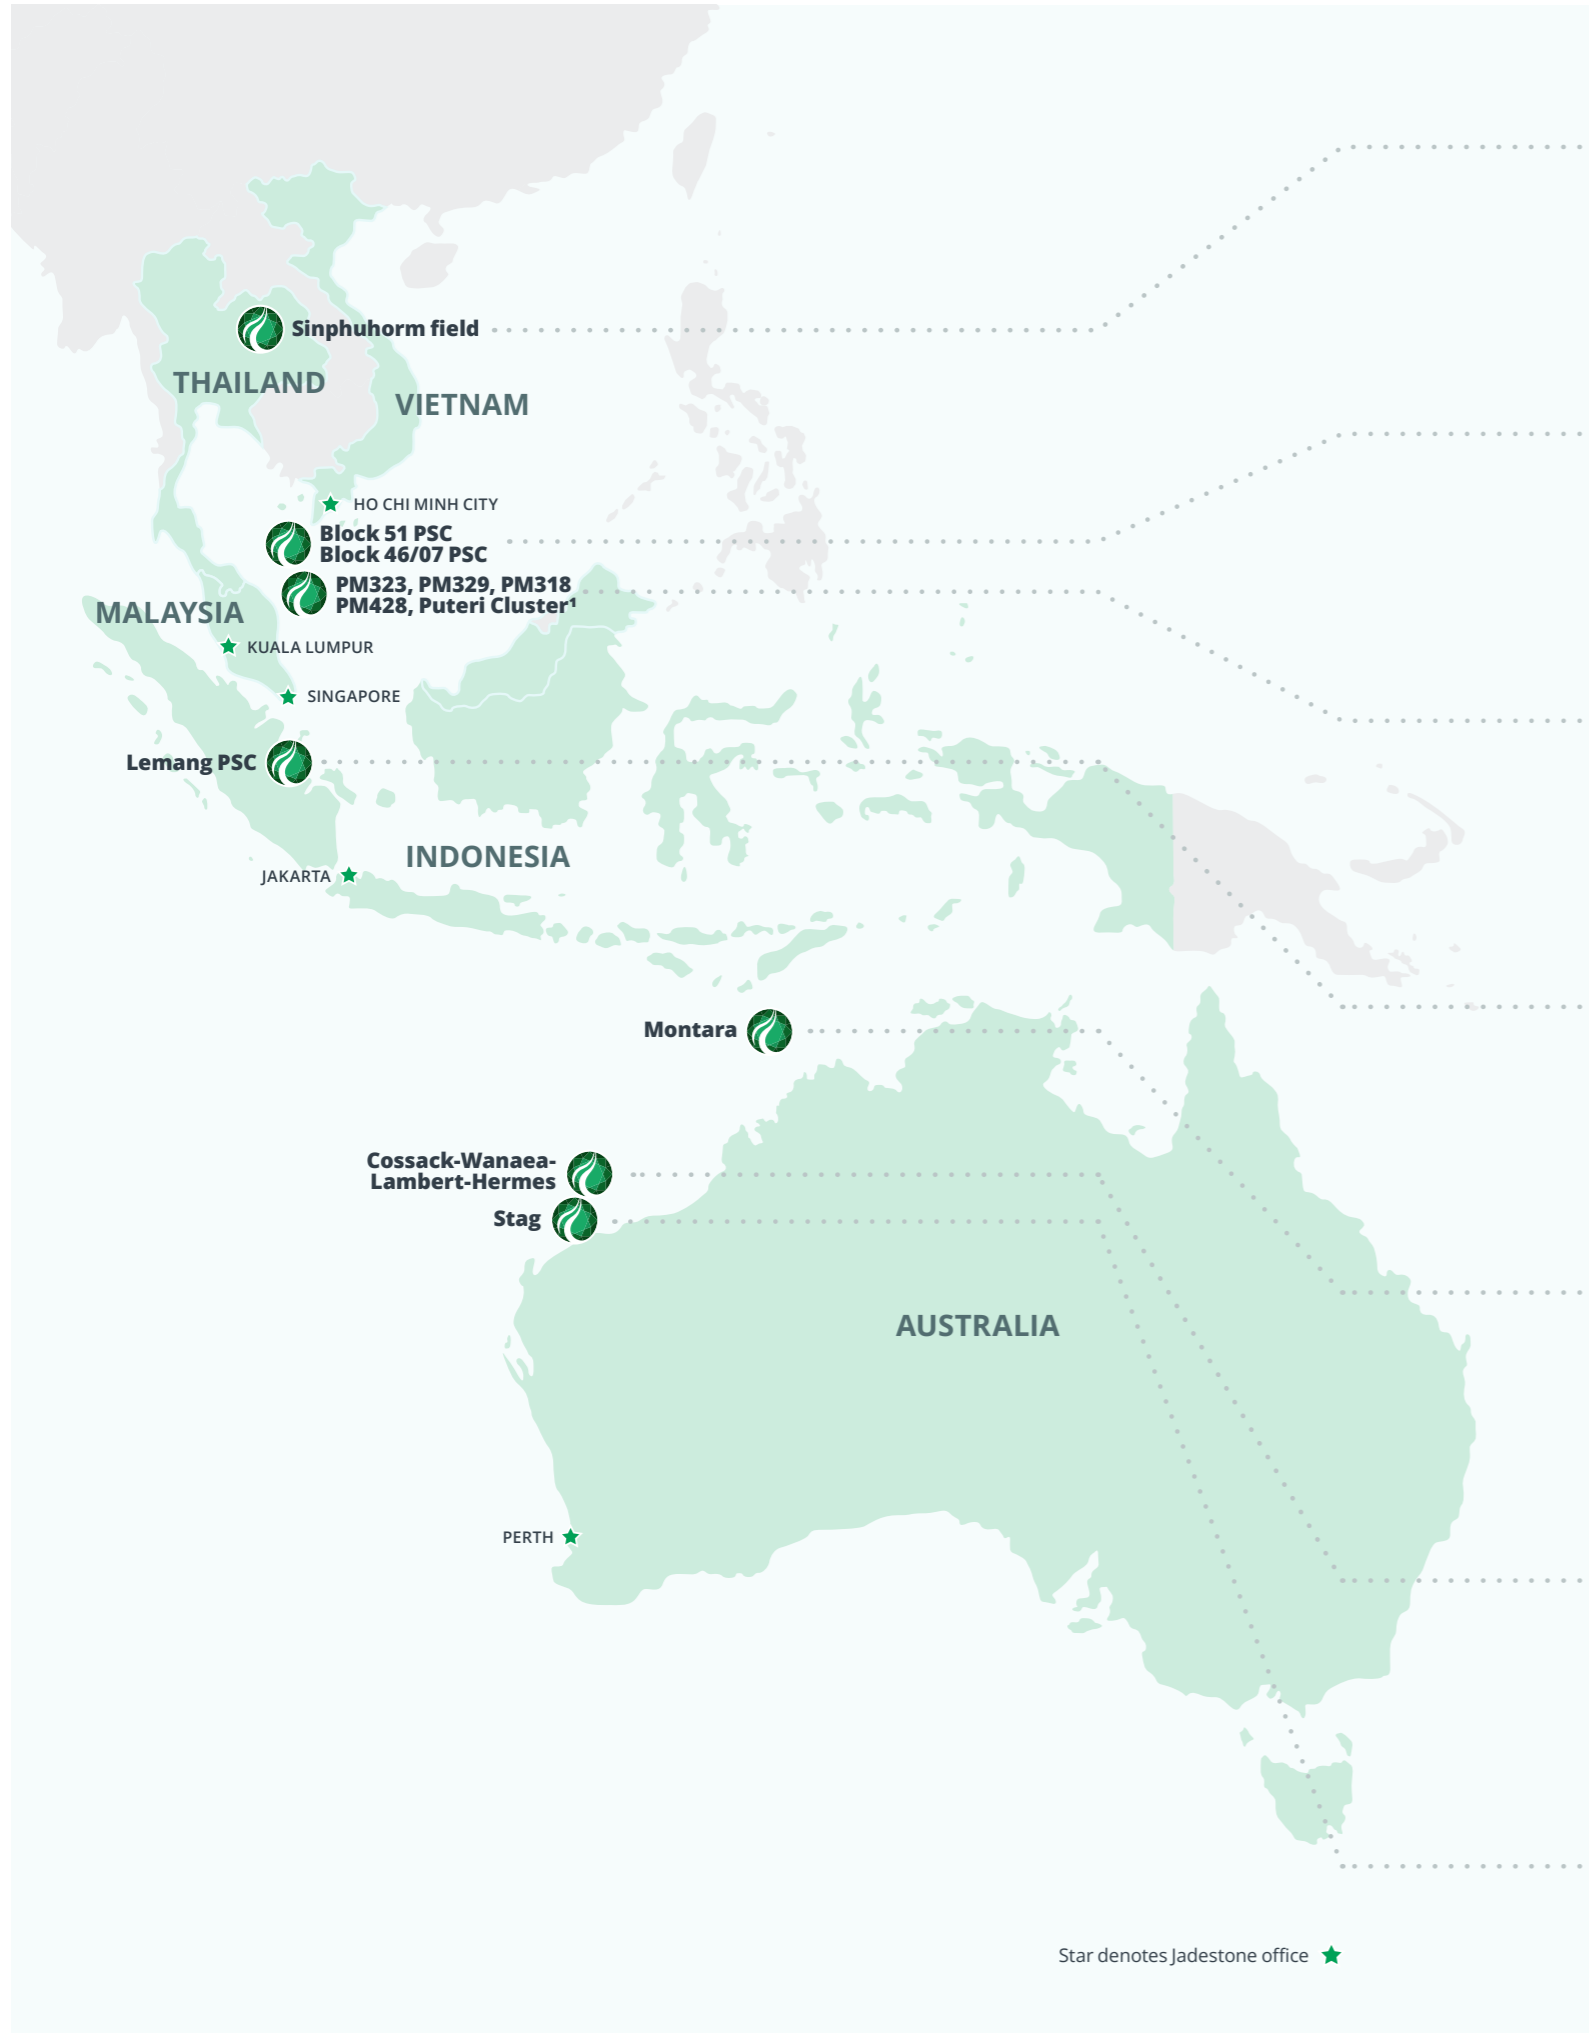 Sinphuhorm field
THAILAND
VIETNAM
HO CHI MINH CITY
Block 51 PSC
Block 46/07 PSC
PM323, PM329, PM318
PM428, Puteri Cluster¹
MALAYSIA
KUALA LUMPUR
SINGAPORE
Lemang PSC
INDONESIA
JAKARTA
Montara
Cossack-Wanaea-
Lambert-Hermes
Stag
AUSTRALIA
PERTH
Star denotes Jadestone office